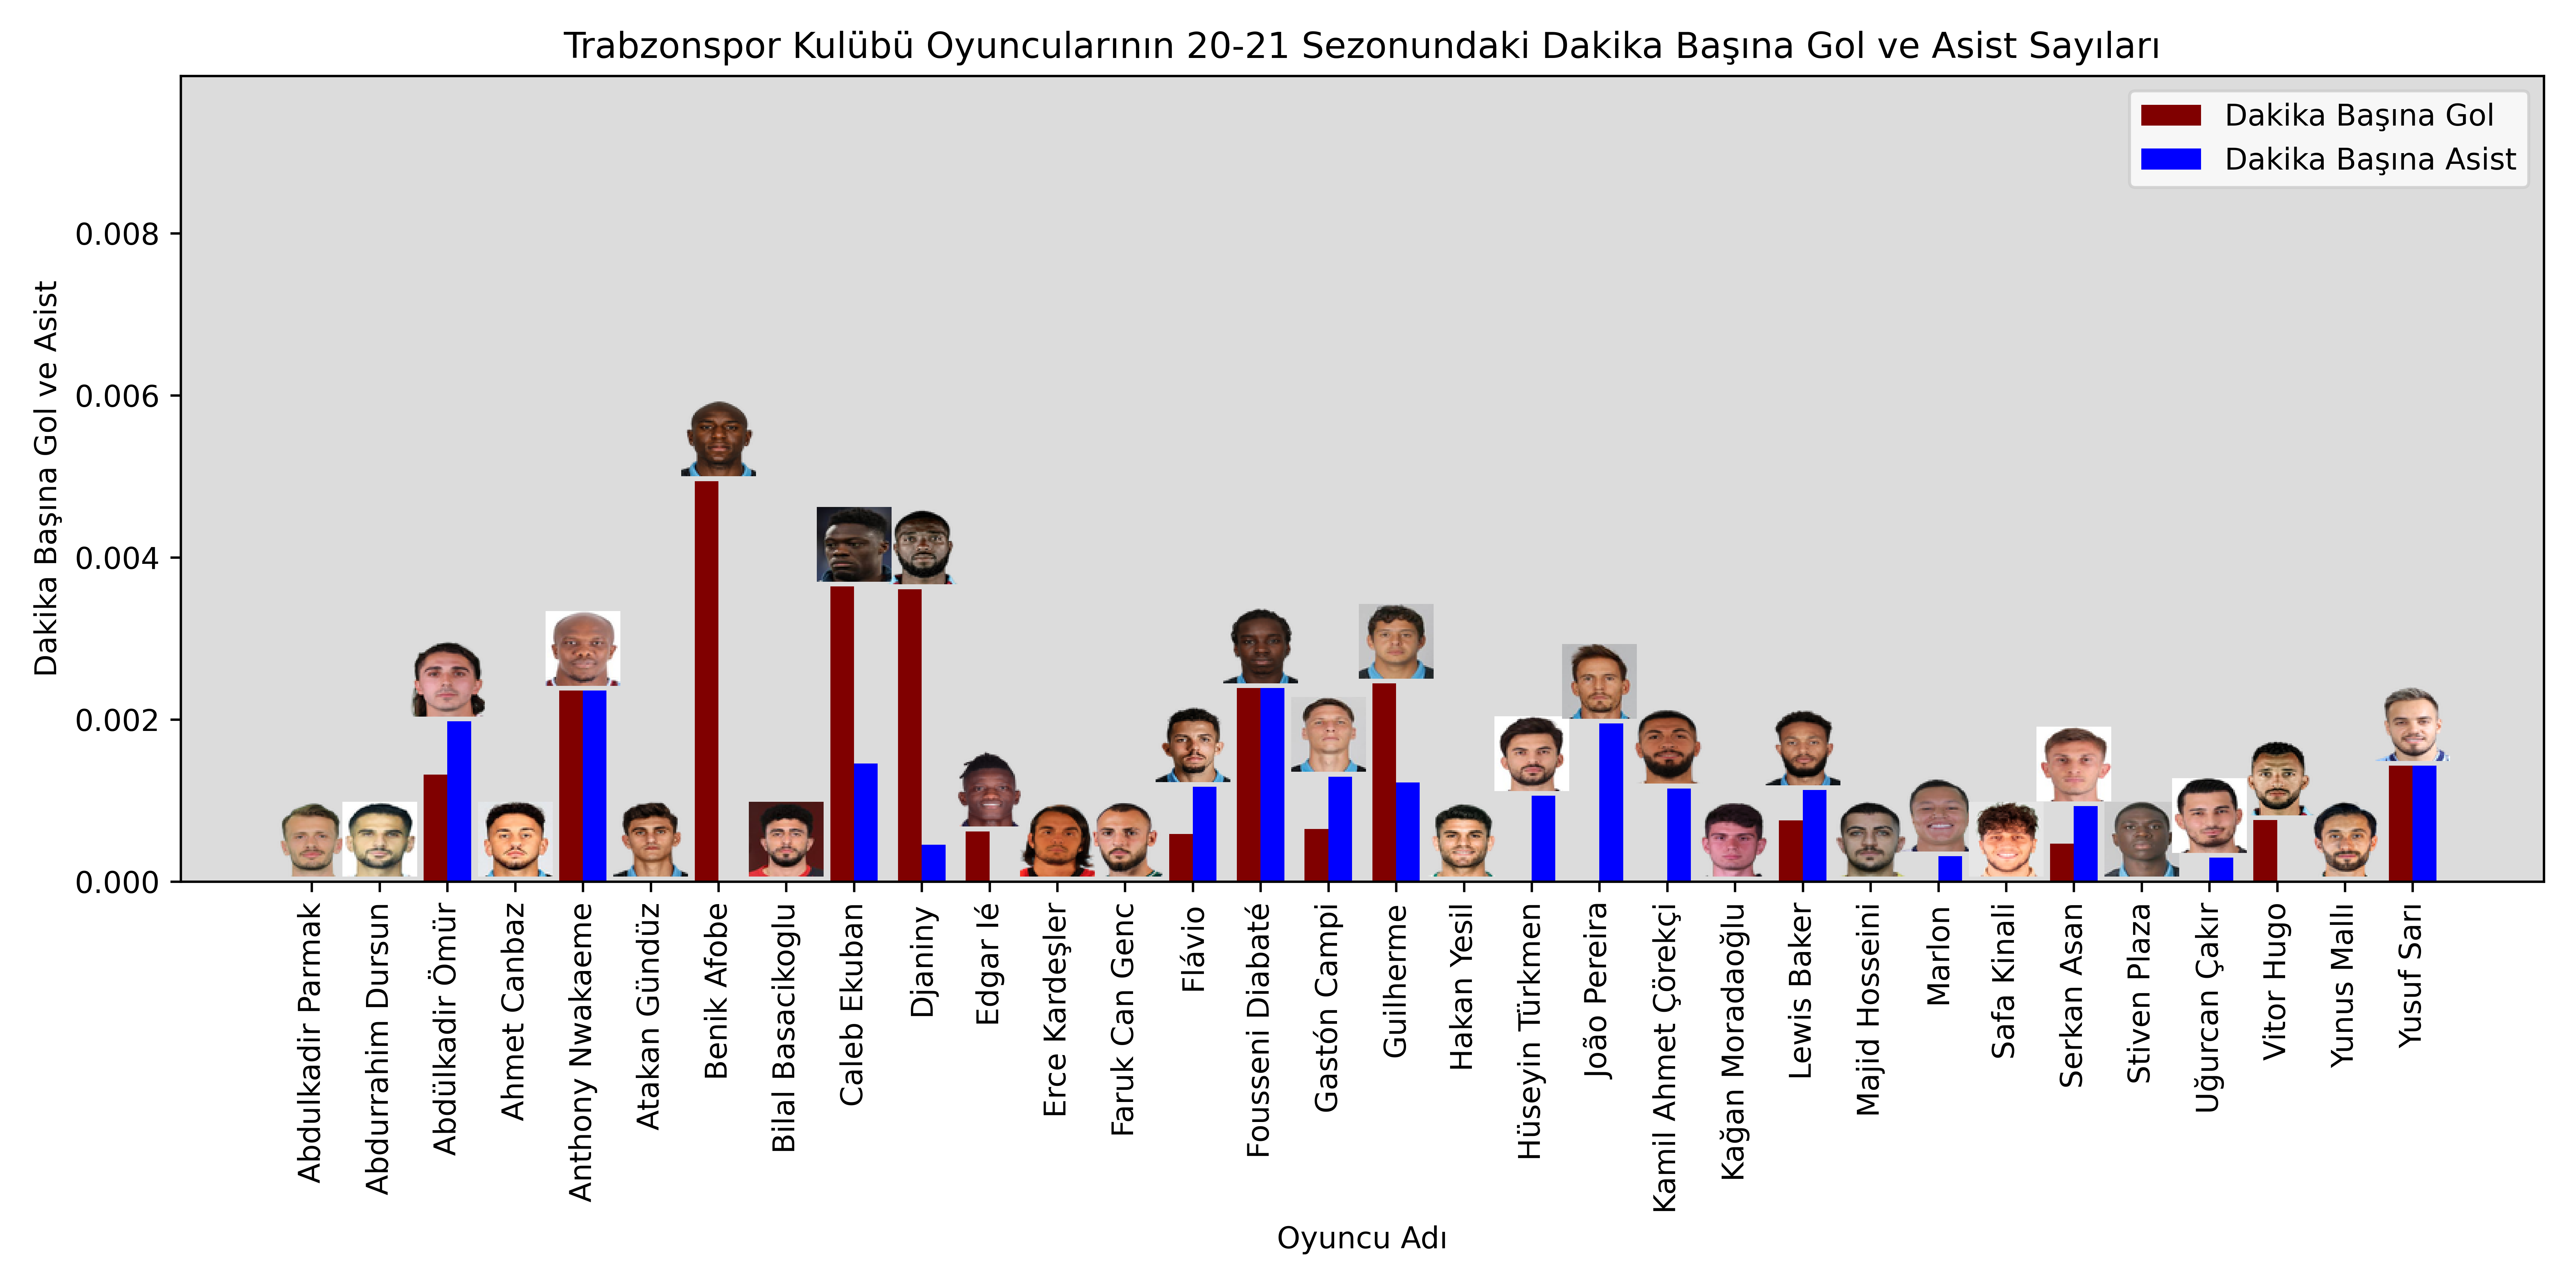 Trabzonspor Kulübü Oyuncularının 20-21 Sezonundaki Dakika Başına Gol ve Asist Sayıları
Dakika Başına Gol
Dakika Başına Asist
Dakika Başına Gol ve Asist
0.008
0.006
0.004
0.002
0.000
Abdulkadir Parmak
Abdurrahim Dursun
Abdülkadir Ömür
Ahmet Canbaz
Anthony Nwakaeme
Atakan Gündüz
Benik Afobe
Bilal Basacikoglu
Caleb Ekuban
Djaniny
Edgar Ié
Erce Kardeşler
Faruk Can Genc
Flávio
Fousseni Diabaté
Gastón Campi
Guilherme
Hakan Yesil
Hüseyin Türkmen
João Pereira
Kamil Ahmet Çörekçi
Kağan Moradaoğlu
Lewis Baker
Majid Hosseini
Marlon
Safa Kinali
Serkan Asan
Stiven Plaza
Uğurcan Çakır
Vitor Hugo
Yunus Mallı
Yusuf Sarı
Oyuncu Adı